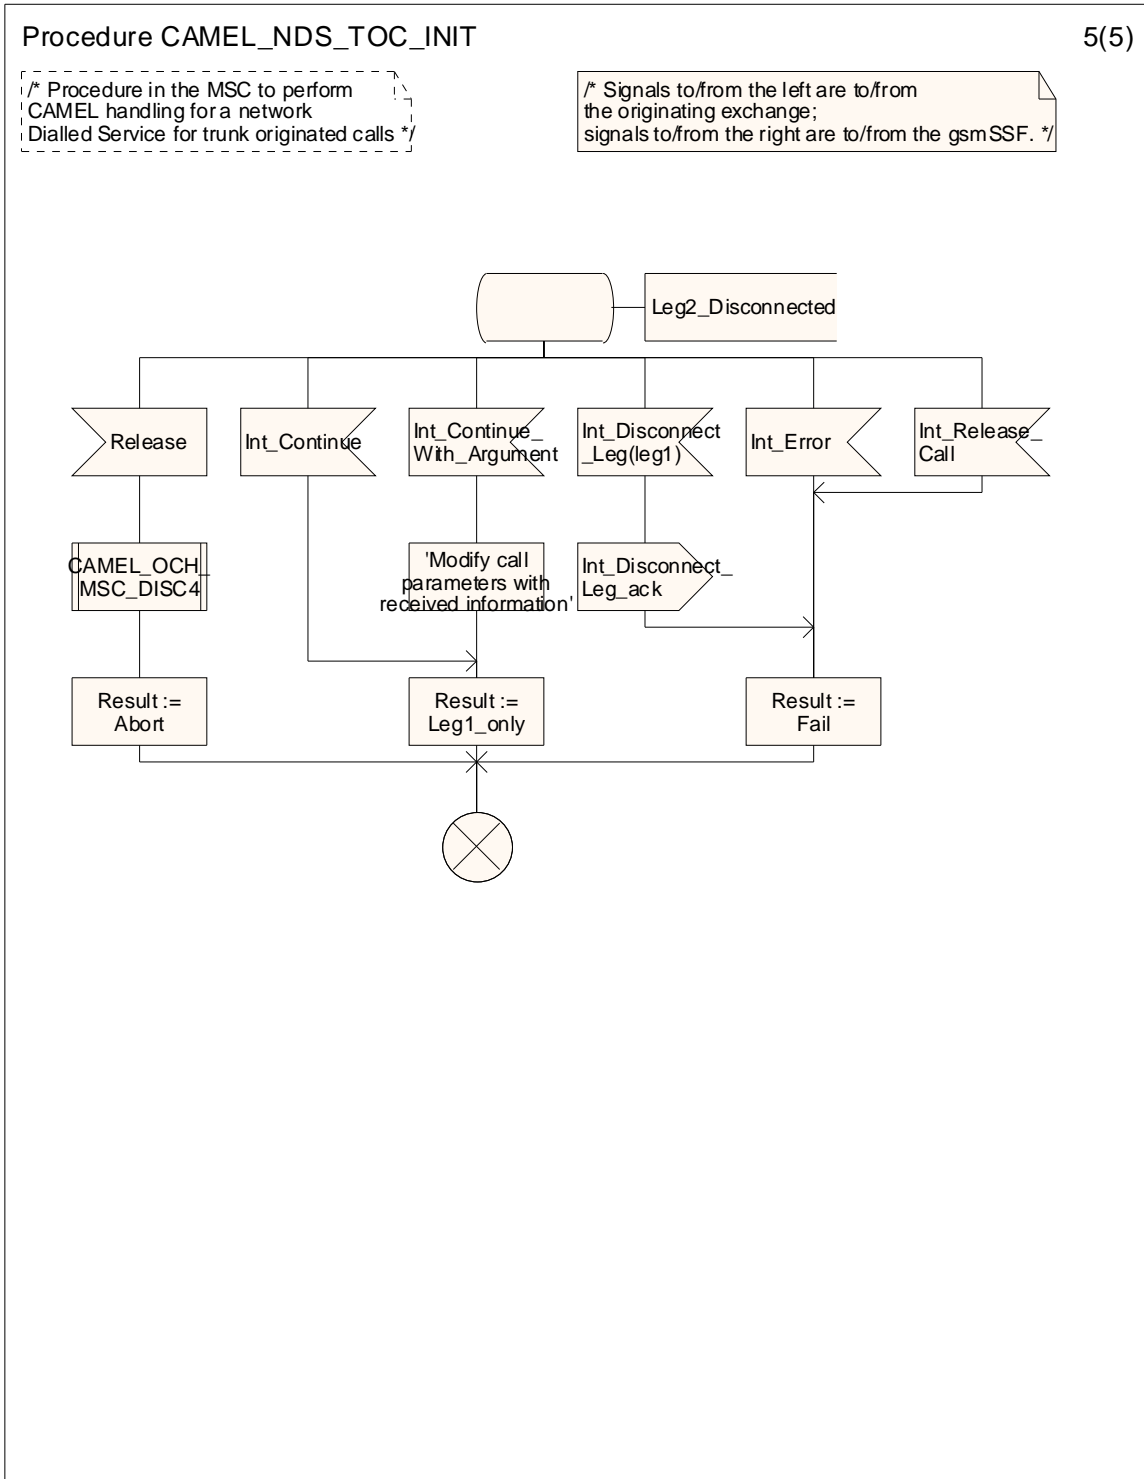 Procedure CAMEL_NDS_TOC_INIT
5(5)
/* Procedure in the MSC to perform
CAMEL handling for a network
Dialled Service for trunk originated calls */
/* Signals to/from the left are to/from
the originating exchange;
signals to/from the right are to/from the gsmSSF. */
Leg2_Disconnected
Release
Int_Continue
Int_Continue_
With_Argument
Int_Disconnect
_Leg(leg1)
Int_Error
Int_Release_
Call
CAMEL_OCH_
MSC_DISC4
'Modify call
parameters with
received information'
Int_Disconnect_
Leg_ack
Result :=
Abort
Result :=
Leg1_only
Result :=
Fail